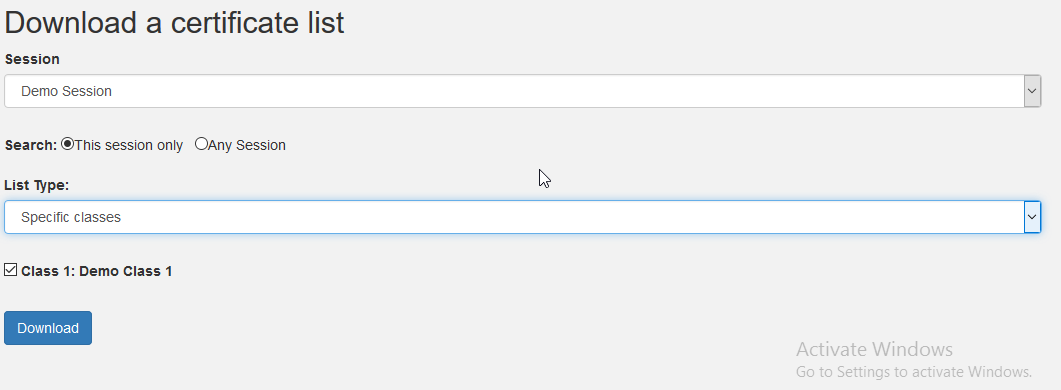 Download a certificate list
Session
Demo Session
Search: This session only Any Session
List Type:
Specific classes
Class 1: Demo Class 1
Download
Activate Windows
Go to Settings to activate Windows.